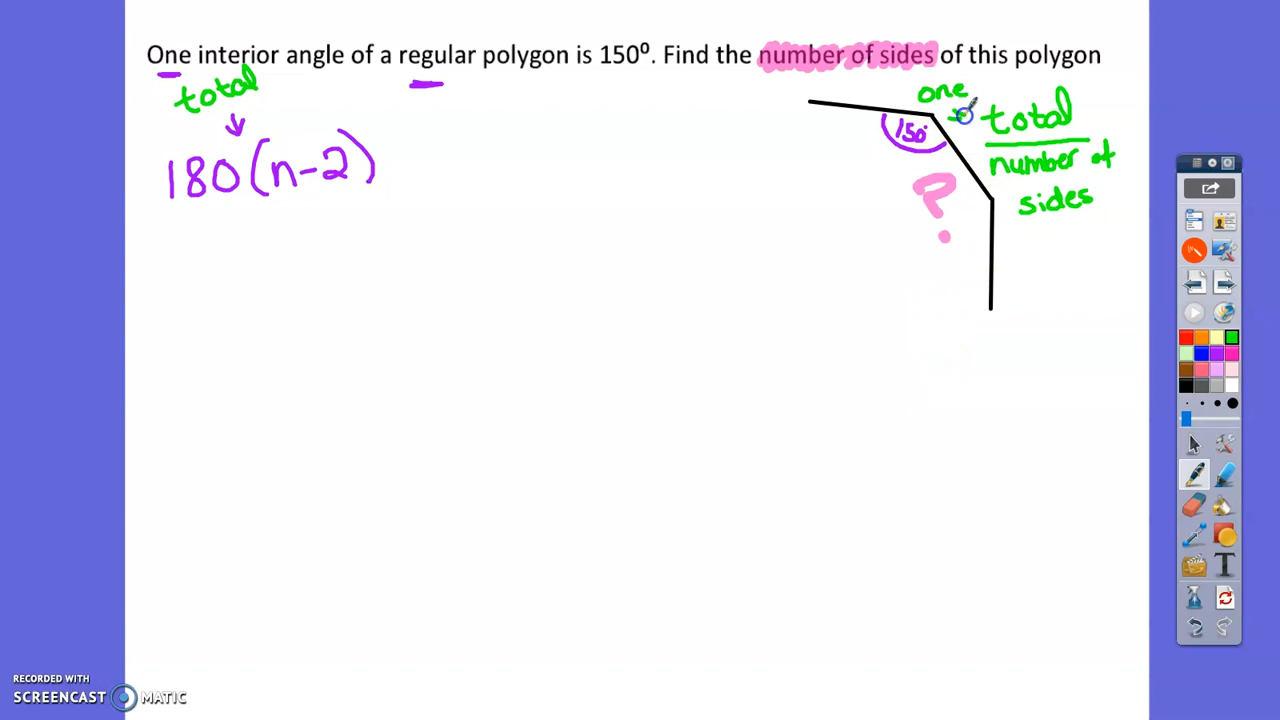 One interior angle of a regular polygon is 150⁰. Find the number of sides of this polygon
total
180(n-2)
one
150°
total
number of
sides
?
T
RECORDED WITH
SCREENCAST MATIC